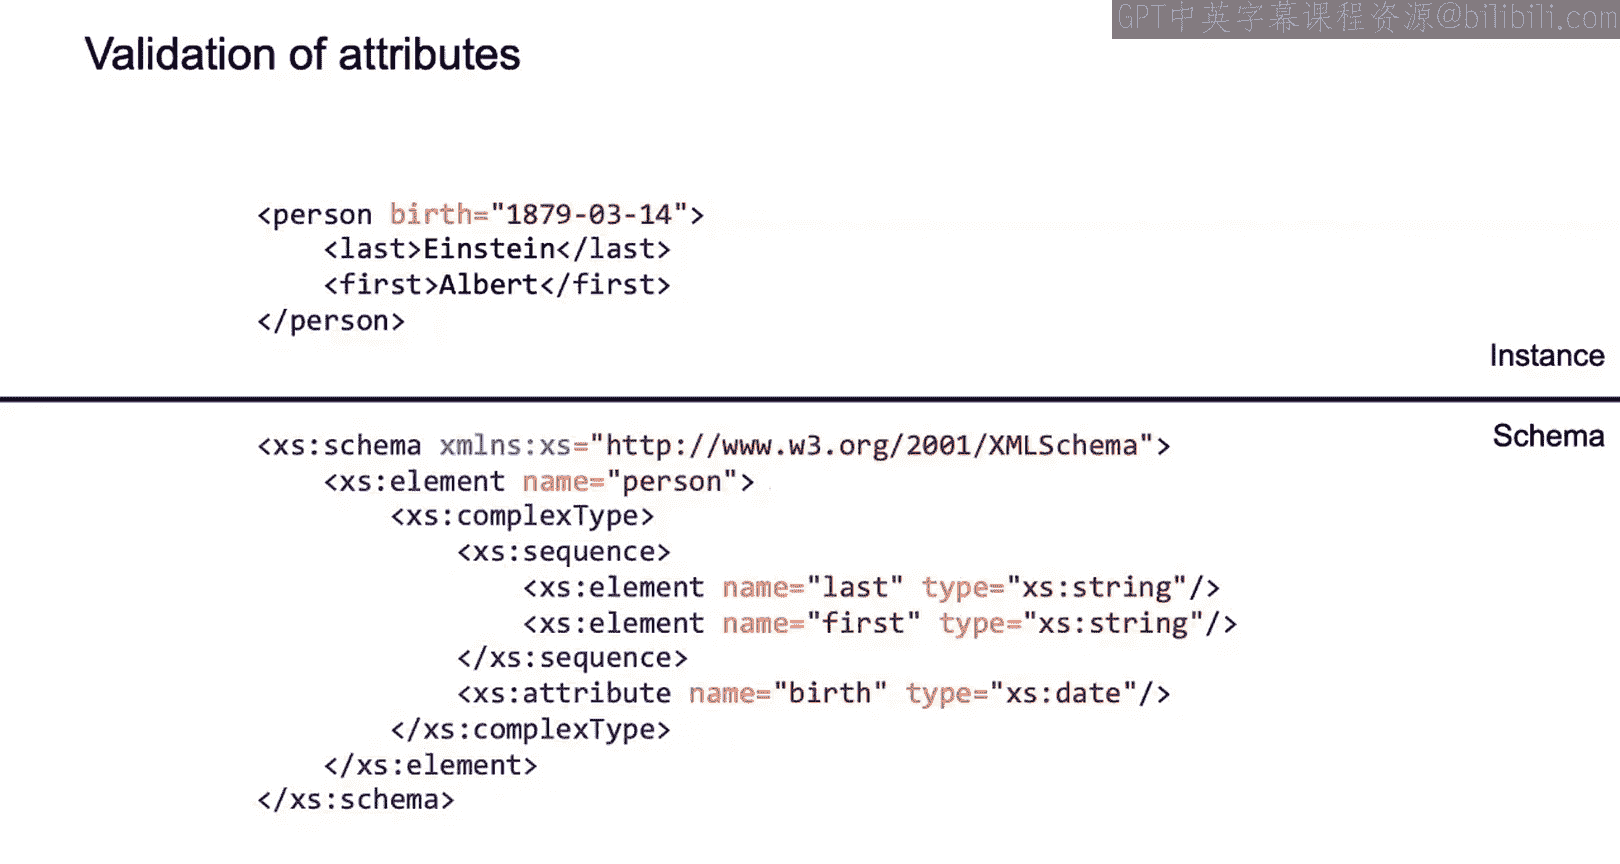 GPT中英字幕课程资源@bilibili.com
Validation of attributes
<person birth="1879-03-14">
    <last>Einstein</last>
    <first>Albert</first>
</person>
Instance
Schema
<xs:schema xmlns:xs="http://www.w3.org/2001/XMLSchema">
    <xs:element name="person">
        <xs:complexType>
            <xs:sequence>
                <xs:element name="last" type="xs:string"/>
                <xs:element name="first" type="xs:string"/>
            </xs:sequence>
            <xs:attribute name="birth" type="xs:date"/>
        </xs:complexType>
    </xs:element>
</xs:schema>